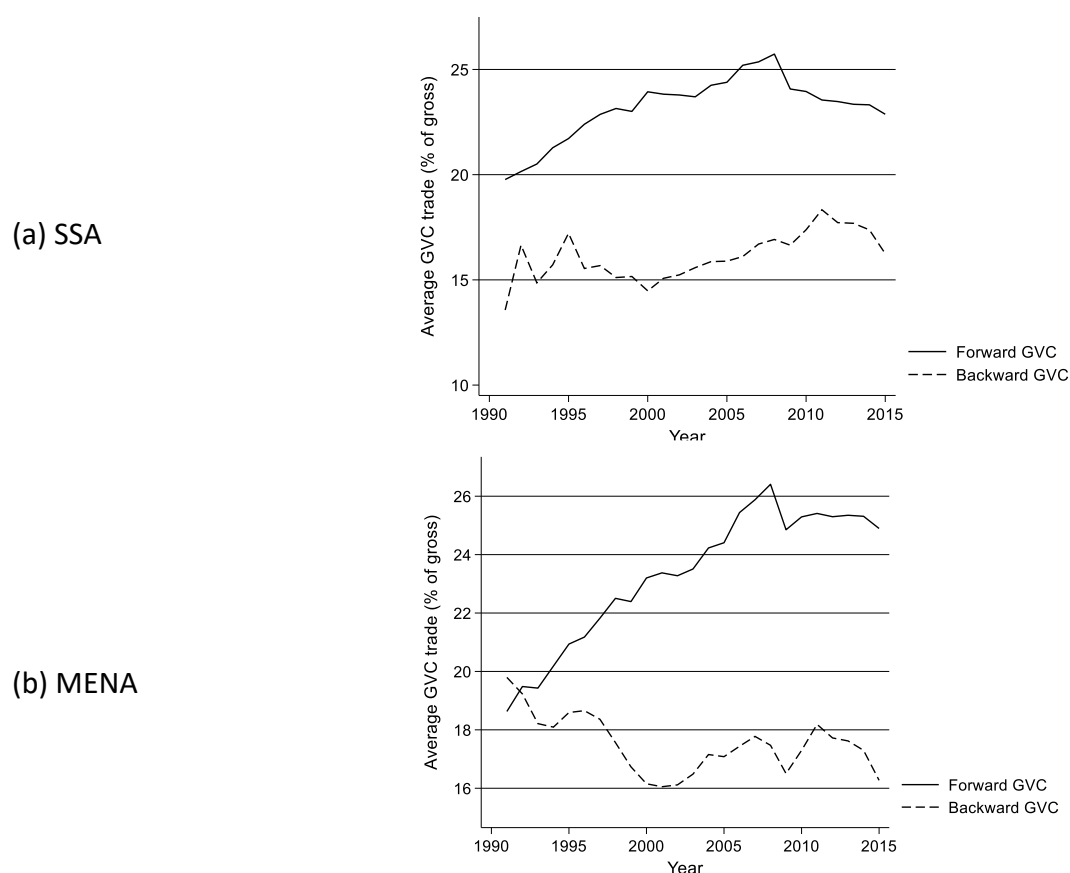 (a) SSA
Average GVC trade (% of gross)
25
20
15
10
1990 1995 2000 2005 2010 2015
Year
Forward GVC
Backward GVC
(b) MENA
Average GVC trade (% of gross)
26
24
22
20
18
16
1990 1995 2000 2005 2010 2015
Year
Forward GVC
Backward GVC